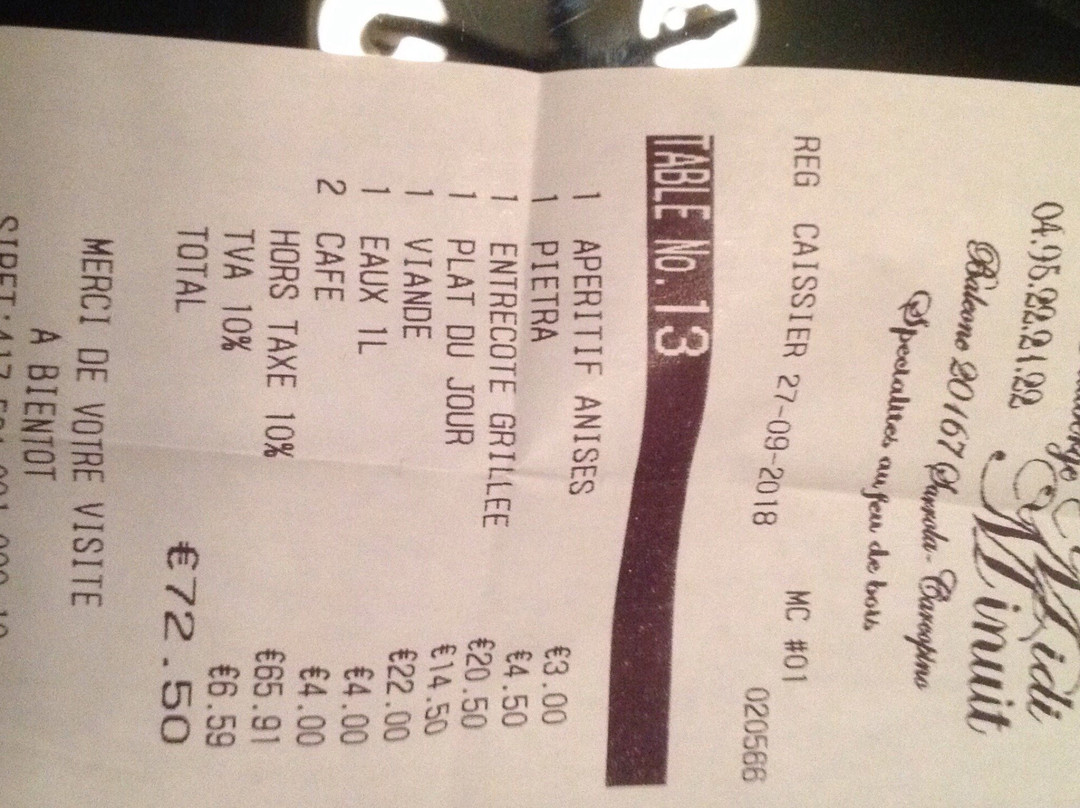 Midi
Minuit
04.95.22.21.22
Baleone 20167 Sarrola-Carcopino
Spécialités au feu de bois
REG CAISSIER 27-09-2018 MC #01
020566
TABLE No. 13
1 APERITIF ANISES €3.00
1 PIETRA €4.50
1 ENTRECOTE GRILLEE €20.50
1 PLAT DU JOUR €14.50
1 VIANDE €22.00
1 EAUX 1L €4.00
2 CAFE €4.00
HORS TAXE 10% €65.91
TVA 10% €6.59
TOTAL €72.50
MERCI DE VOTRE VISITE
A BIENTOT
SIRET: